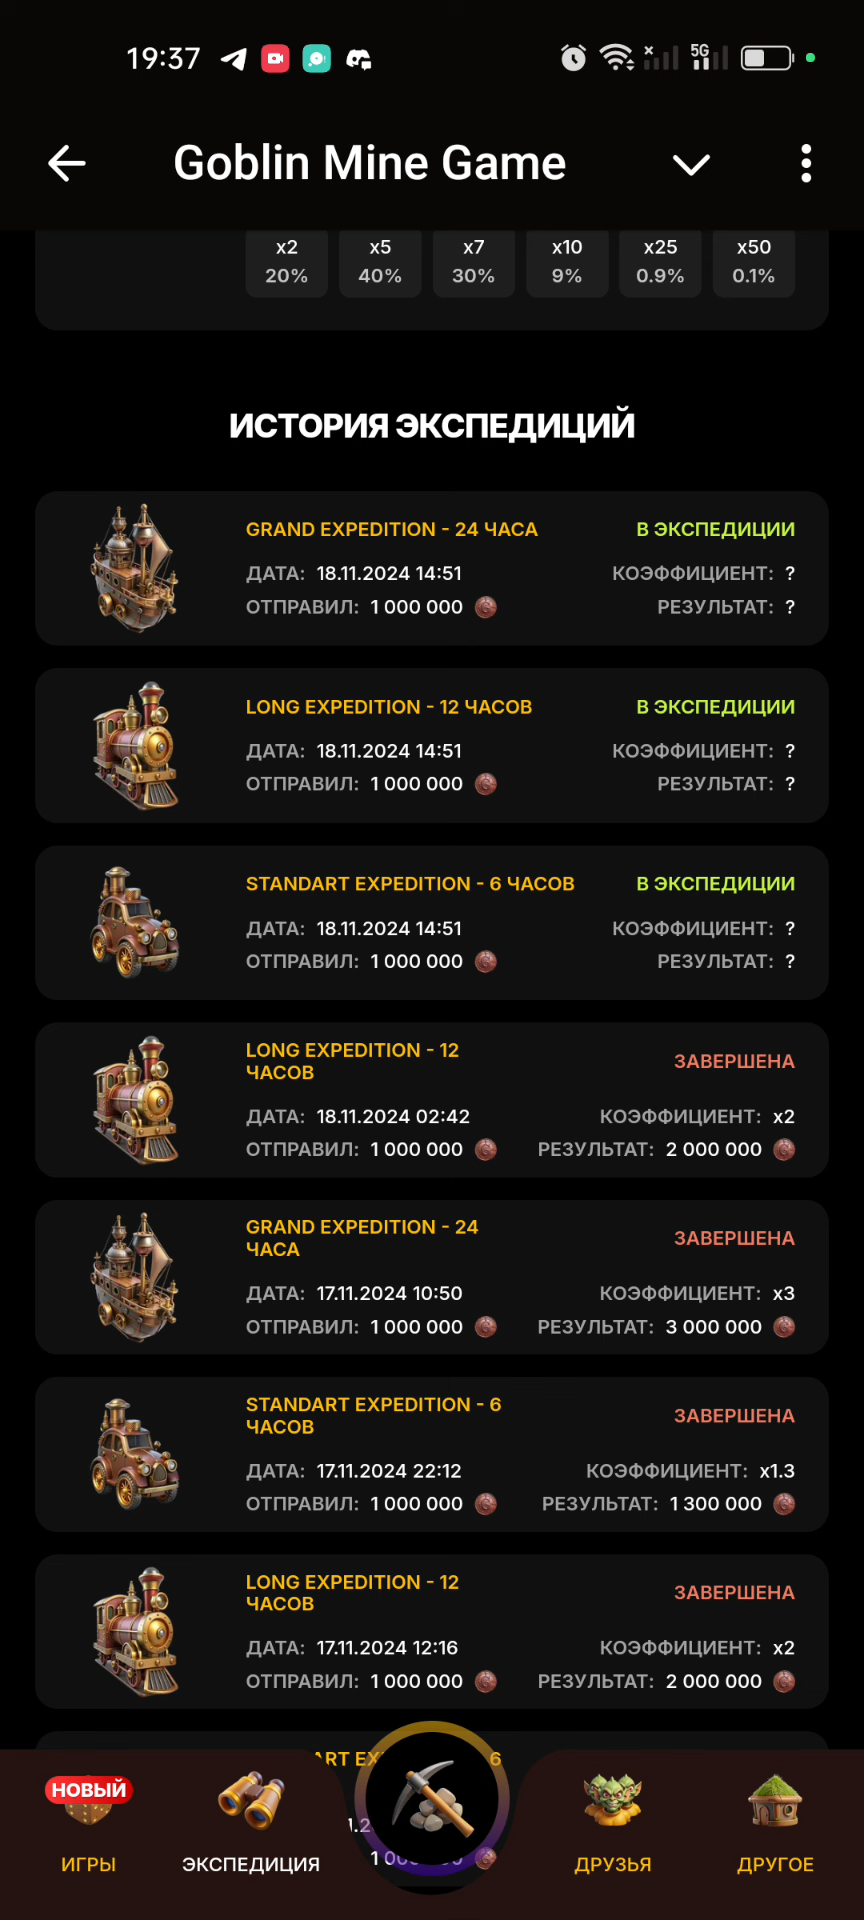 19:37
5G
Goblin Mine Game
x2 x5 x7 x10 x25 x50
20% 40% 30% 9% 0.9% 0.1%
ИСТОРИЯ ЭКСПЕДИЦИЙ
GRAND EXPEDITION - 24 ЧАСА В ЭКСПЕДИЦИИ
ДАТА: 18.11.2024 14:51 КОЭФФИЦИЕНТ: ?
ОТПРАВИЛ: 1 000 000 РЕЗУЛЬТАТ: ?
LONG EXPEDITION - 12 ЧАСОВ В ЭКСПЕДИЦИИ
ДАТА: 18.11.2024 14:51 КОЭФФИЦИЕНТ: ?
ОТПРАВИЛ: 1 000 000 РЕЗУЛЬТАТ: ?
STANDART EXPEDITION - 6 ЧАСОВ В ЭКСПЕДИЦИИ
ДАТА: 18.11.2024 14:51 КОЭФФИЦИЕНТ: ?
ОТПРАВИЛ: 1 000 000 РЕЗУЛЬТАТ: ?
LONG EXPEDITION - 12
ЧАСОВ
ЗАВЕРШЕНА
ДАТА: 18.11.2024 02:42 КОЭФФИЦИЕНТ: x2
ОТПРАВИЛ: 1 000 000 РЕЗУЛЬТАТ: 2 000 000
GRAND EXPEDITION - 24
ЧАСА
ЗАВЕРШЕНА
ДАТА: 17.11.2024 10:50 КОЭФФИЦИЕНТ: x3
ОТПРАВИЛ: 1 000 000 РЕЗУЛЬТАТ: 3 000 000
STANDART EXPEDITION - 6
ЧАСОВ
ЗАВЕРШЕНА
ДАТА: 17.11.2024 22:12 КОЭФФИЦИЕНТ: x1.3
ОТПРАВИЛ: 1 000 000 РЕЗУЛЬТАТ: 1 300 000
LONG EXPEDITION - 12
ЧАСОВ
ЗАВЕРШЕНА
ДАТА: 17.11.2024 12:16 КОЭФФИЦИЕНТ: x2
ОТПРАВИЛ: 1 000 000 РЕЗУЛЬТАТ: 2 000 000
6
НОВЫЙ
ИГРЫ ЭКСПЕДИЦИЯ ДРУЗЬЯ ДРУГОЕ